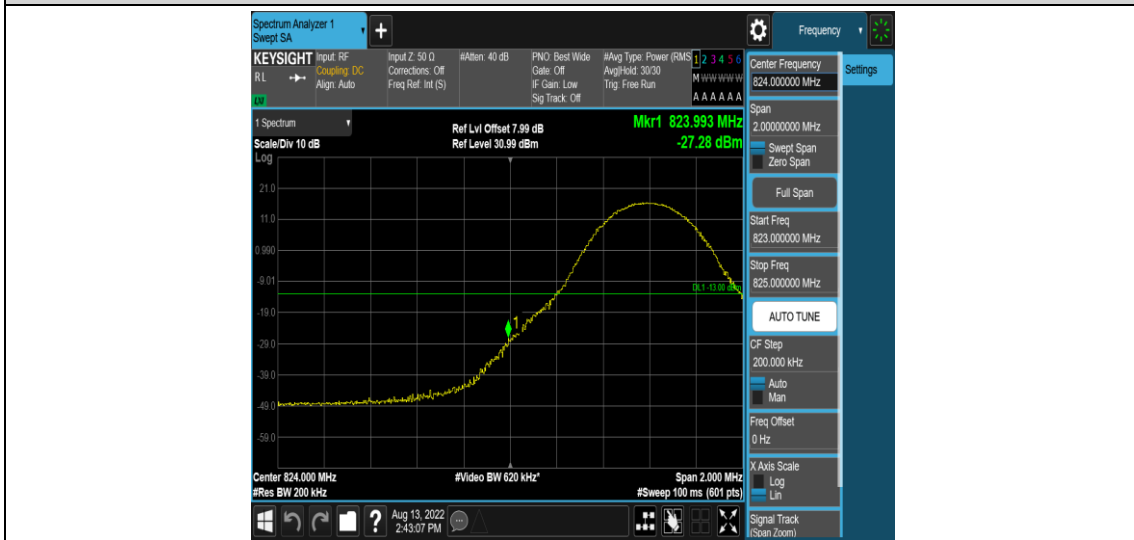 Spectrum Analyzer 1
Swept SA
+
Frequency
KEYSIGHT
RL
LXI
Input: RF
Coupling: DC
Align: Auto
Input Z: 50 Ω
Corrections: Off
Freq Ref: Int (S)
#Atten: 40 dB
PNO: Best Wide
Gate: Off
IF Gain: Low
Sig Track: Off
#Avg Type: Power (RMS
Avg|Hold: 30/30
Trig: Free Run
1 2 3 4 5 6
M W W W W W
A A A A A A
1 Spectrum
Scale/Div 10 dB
Ref Lvl Offset 7.99 dB
Ref Level 30.99 dBm
Mkr1 823.993 MHz
-27.28 dBm
Log
21.0
11.0
0.990
-9.01
-19.0
-29.0
-39.0
-49.0
-59.0
DL1 -13.00 dBm
1
Center 824.000 MHz
#Res BW 200 kHz
#Video BW 620 kHz*
Span 2.000 MHz
#Sweep 100 ms (601 pts)
?
Aug 13, 2022
2:43:07 PM
Settings
Center Frequency
824.000000 MHz
Span
2.00000000 MHz
Swept Span
Zero Span
Full Span
Start Freq
823.000000 MHz
Stop Freq
825.000000 MHz
AUTO TUNE
CF Step
200.000 kHz
Auto
Man
Freq Offset
0 Hz
X Axis Scale
Log
Lin
Signal Track
(Span Zoom)